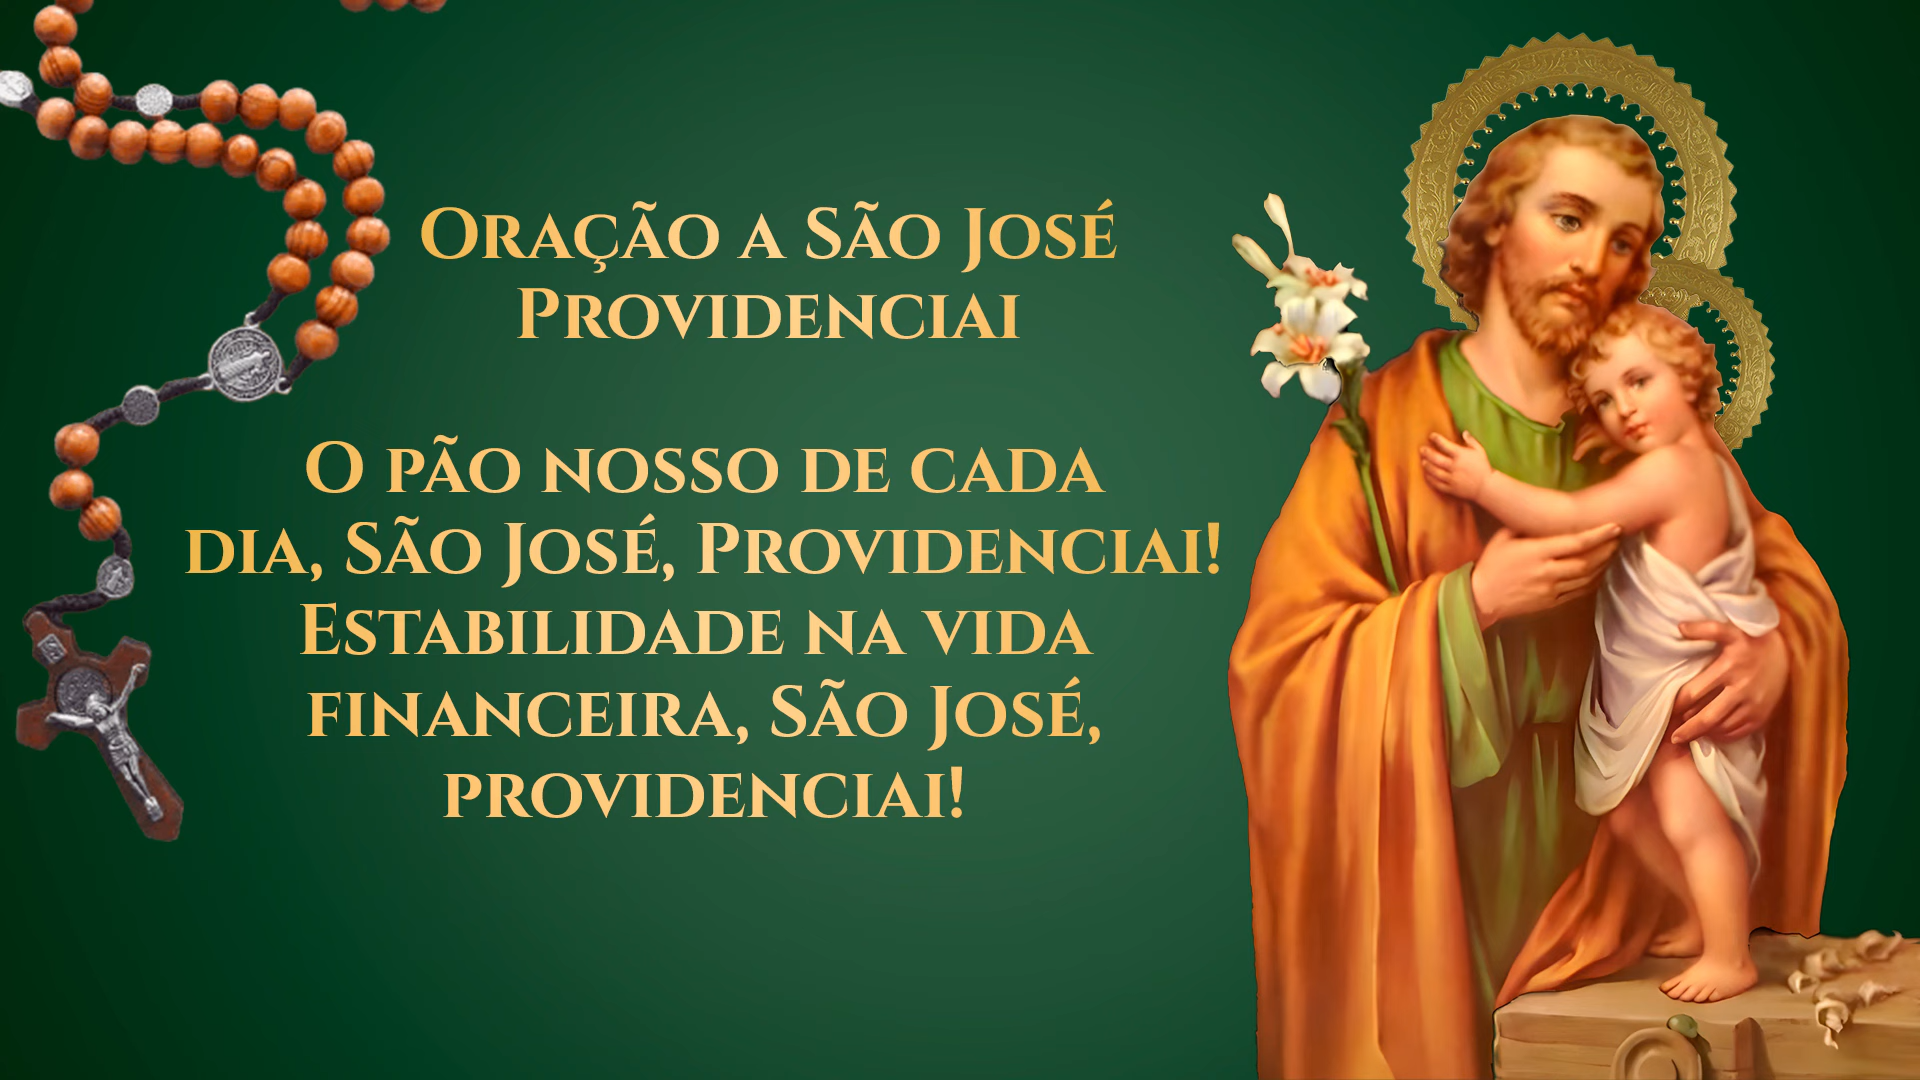 Oração a São José
Providenciai
O pão nosso de cada
dia, São José, Providenciai!
Estabilidade na vida
financeira, São José,
providenciai!